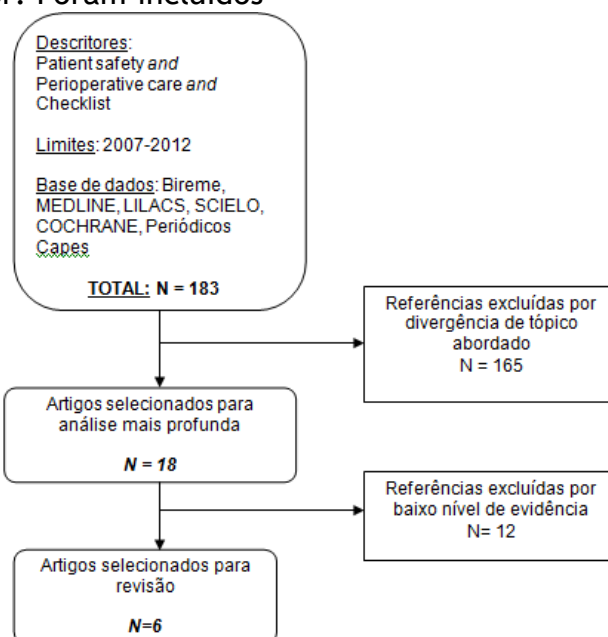 Foram incluídos
Descritores:
Patient safety and
Perioperative care and
Checklist
Limites: 2007-2012
Base de dados: Bireme,
MEDLINE, LILACS, SCIELO,
COCHRANE, Periódicos
Capes
TOTAL: N = 183
Referências excluídas por
divergência de tópico
abordado
N = 165
Artigos selecionados para
análise mais profunda
N = 18
Referências excluídas por
baixo nível de evidência
N= 12
Artigos selecionados para
revisão
N=6